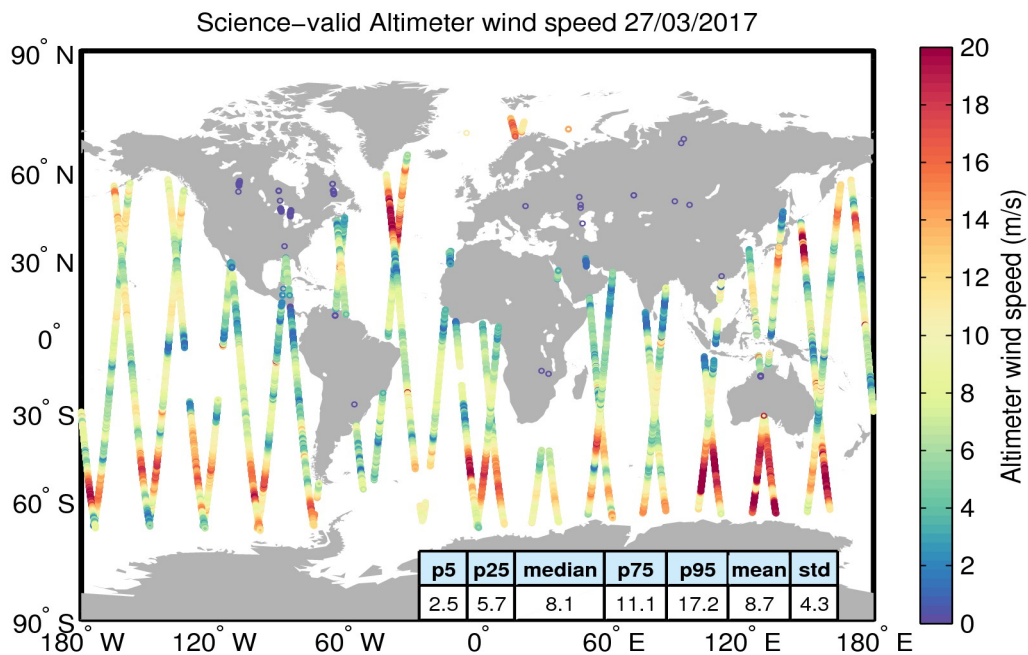 Science−valid Altimeter wind speed 27/03/2017
90° N
60° N
30° N
0°
30° S
60° S
90° S
180° W
120° W
60° W
0°
60° E
120° E
180° E
p5 p25 median p75 p95 mean std
2.5 5.7 8.1 11.1 17.2 8.7 4.3
20
18
16
14
12
10
8
6
4
2
0
Altimeter wind speed (m/s)